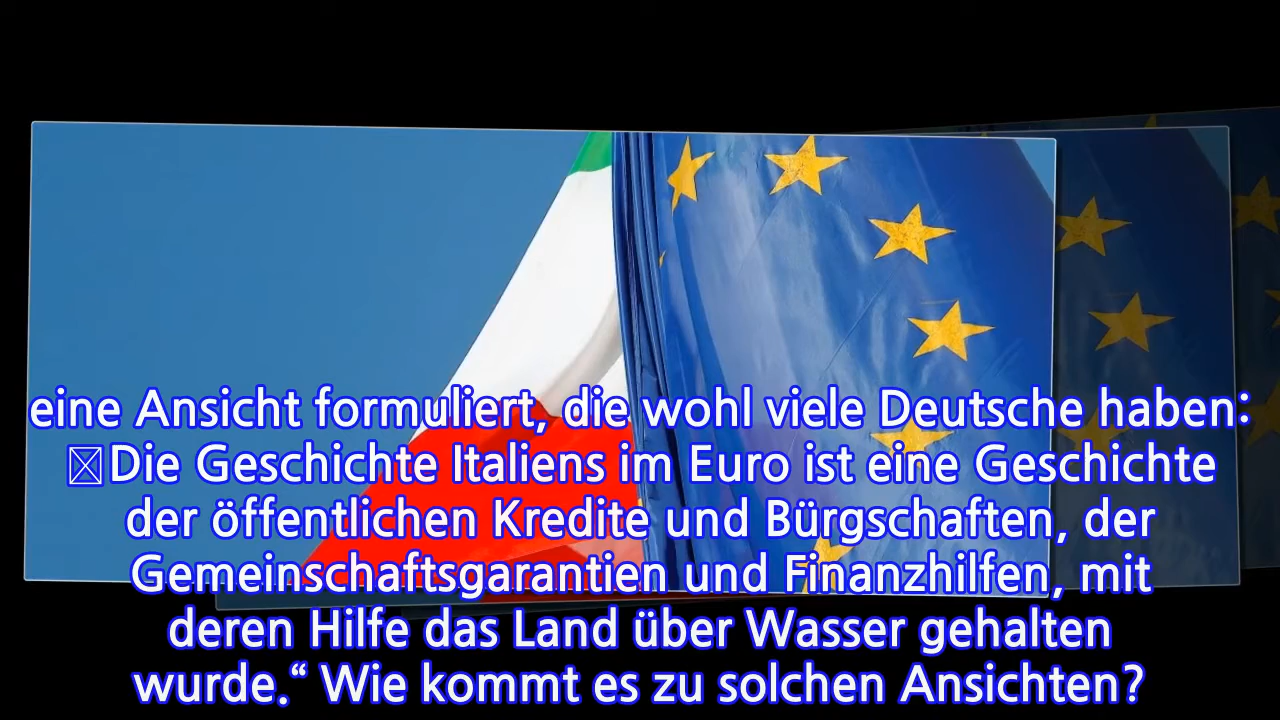 eine Ansicht formuliert, die wohl viele Deutsche haben:
Die Geschichte Italiens im Euro ist eine Geschichte
der öffentlichen Kredite und Bürgschaften, der
Gemeinschaftsgarantien und Finanzhilfen, mit
deren Hilfe das Land über Wasser gehalten
wurde.“ Wie kommt es zu solchen Ansichten?